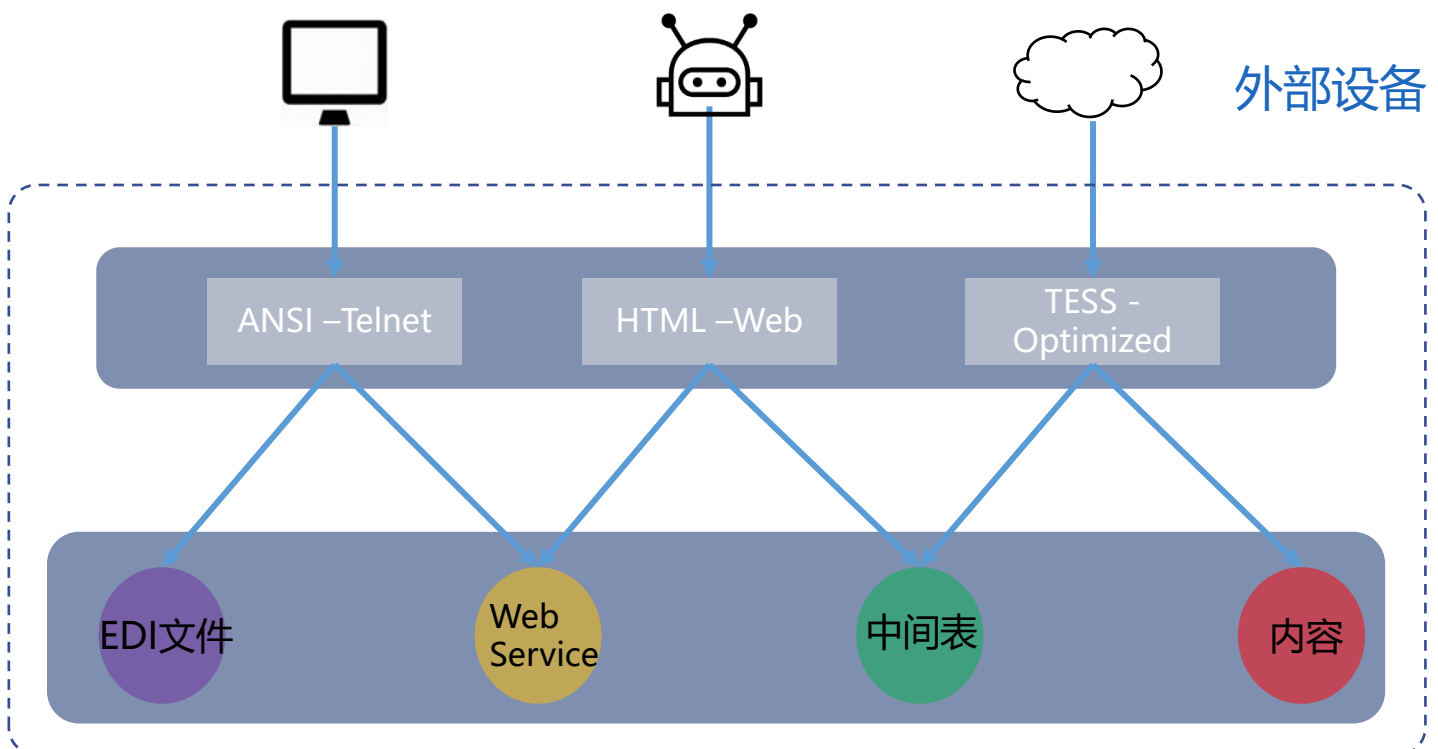 外部设备
ANSI –Telnet
HTML –Web
TESS -
Optimized
EDI文件
Web
Service
中间表
内容